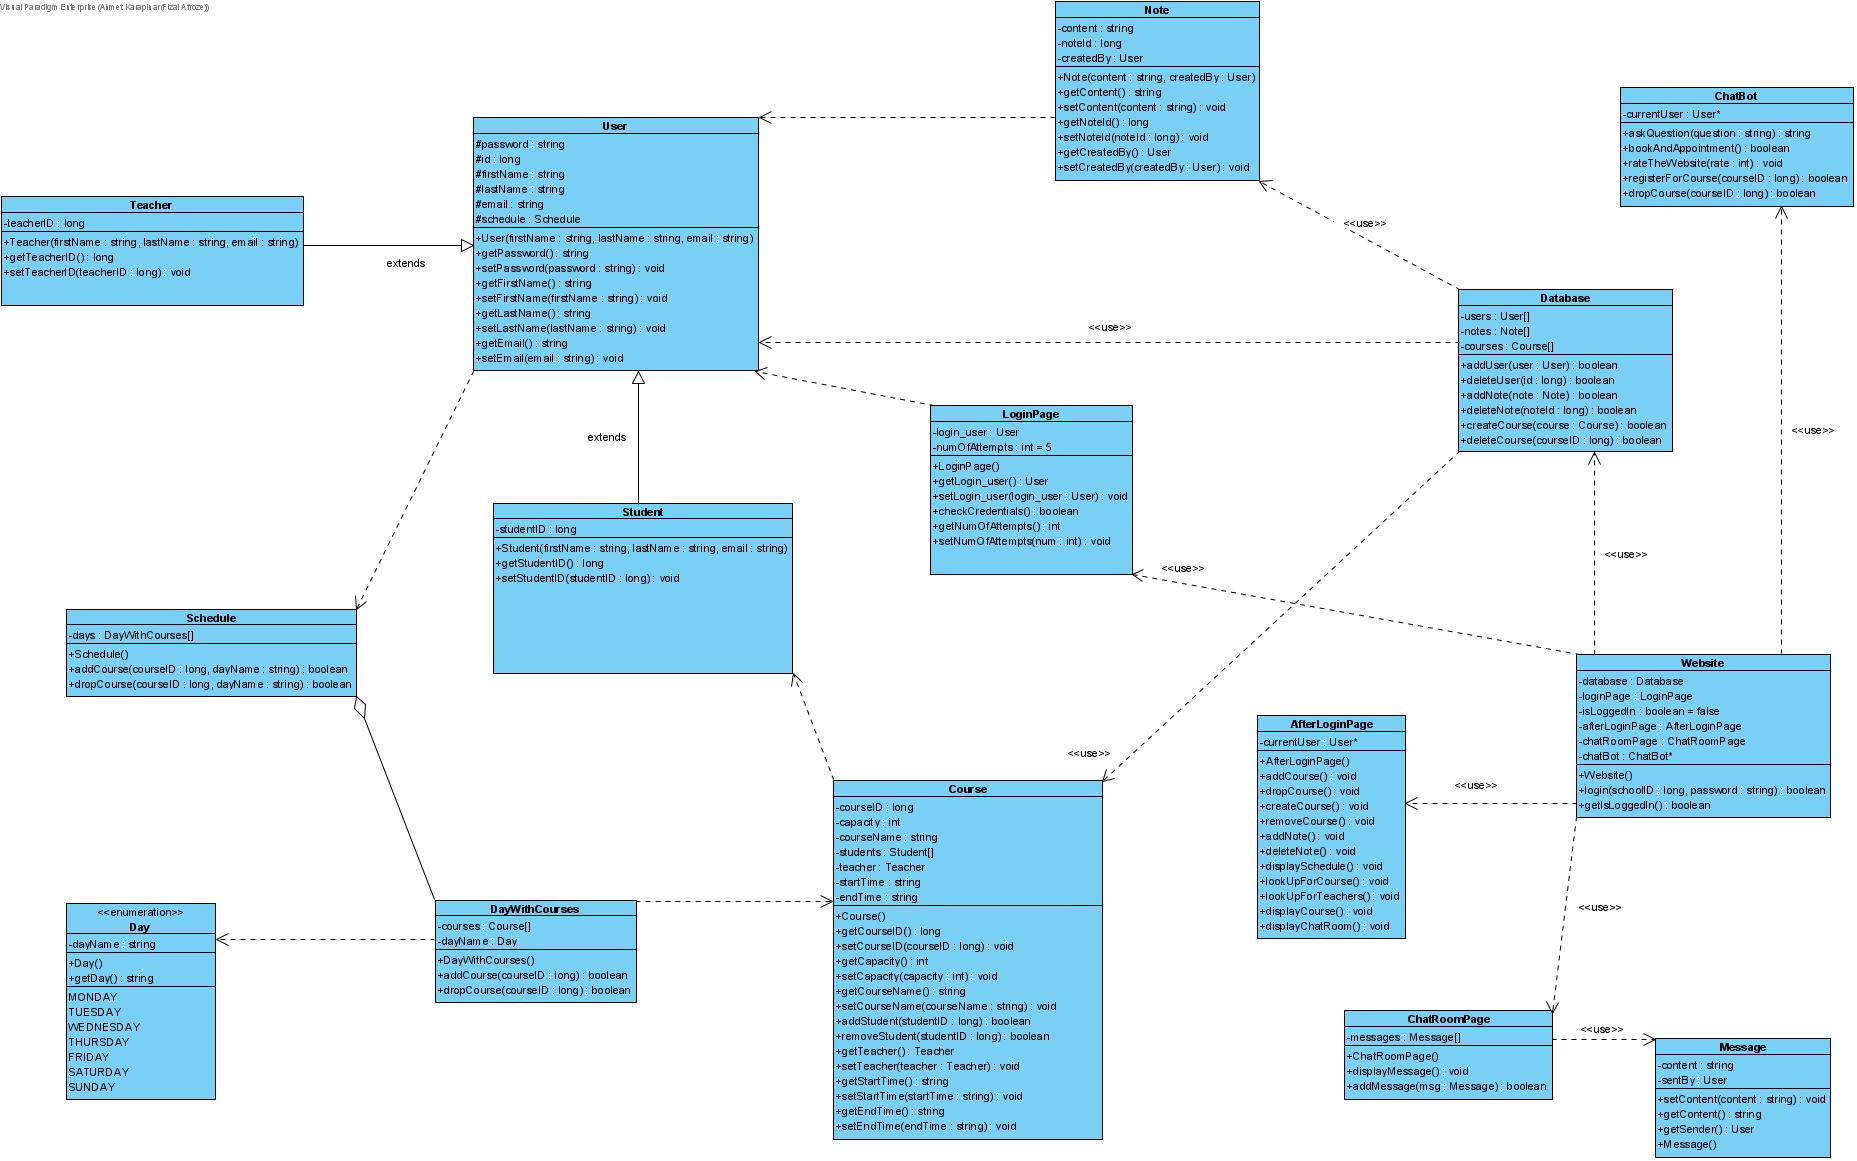 Visual Paradigm Enterprise (Ahmet Karapinar(Fizai Afroze))
Note
-content : string
-noteId : long
-createdBy : User
+Note(content : string, createdBy : User)
+getContent() : string
+setContent(content : string) : void
+getNoteId() : long
+setNoteId(noteId : long) : void
+getCreatedBy() : User
+setCreatedBy(createdBy : User) : void
ChatBot
-currentUser : User*
+askQuestion(question : string) : string
+bookAndAppointment() : boolean
+rateTheWebsite(rate : int) : void
+registerForCourse(courseID : long) : boolean
+dropCourse(courseID : long) : boolean
User
#password : string
#id : long
#firstName : string
#lastName : string
#email : string
#schedule : Schedule
+User(firstName : string, lastName : string, email : string)
+getPassword() : string
+setPassword(password : string) : void
+getFirstName() : string
+setFirstName(firstName : string) : void
+getLastName() : string
+setLastName(lastName : string) : void
+getEmail() : string
+setEmail(email : string) : void
Teacher
-teacherID : long
+Teacher(firstName : string, lastName : string, email : string)
+getTeacherID() : long
+setTeacherID(teacherID : long) : void
extends
<<use>>
Database
-users : User[]
-notes : Note[]
-courses : Course[]
+addUser(user : User) : boolean
+deleteUser(id : long) : boolean
+addNote(note : Note) : boolean
+deleteNote(noteId : long) : boolean
+createCourse(course : Course) : boolean
+deleteCourse(courseID : long) : boolean
<<use>>
<<use>>
LoginPage
-login_user : User
-numOfAttempts : int = 5
+LoginPage()
+getLogin_user() : User
+setLogin_user(login_user : User) : void
+checkCredentials() : boolean
+getNumOfAttempts() : int
+setNumOfAttempts(num : int) : void
extends
Student
-studentID : long
+Student(firstName : string, lastName : string, email : string)
+getStudentID() : long
+setStudentID(studentID : long) : void
<<use>>
<<use>>
Schedule
-days : DayWithCourses[]
+Schedule()
+addCourse(courseID : long, dayName : string) : boolean
+dropCourse(courseID : long, dayName : string) : boolean
Website
-database : Database
-loginPage : LoginPage
-isLoggedIn : boolean = false
-afterLoginPage : AfterLoginPage
-chatRoomPage : ChatRoomPage
-chatBot : ChatBot*
+Website()
+login(schoolID : long, password : string) : boolean
+getIsLoggedIn() : boolean
AfterLoginPage
-currentUser : User*
+AfterLoginPage()
+addCourse() : void
+dropCourse() : void
+createCourse() : void
+removeCourse() : void
+addNote() : void
+deleteNote() : void
+displaySchedule() : void
+lookUpForCourse() : void
+lookUpForTeachers() : void
+displayCourse() : void
+displayChatRoom() : void
<<use>>
<<use>>
<<use>>
Course
-courseID : long
-capacity : int
-courseName : string
-students : Student[]
-teacher : Teacher
-startTime : string
-endTime : string
+Course()
+getCourseID() : long
+setCourseID(courseID : long) : void
+getCapacity() : int
+setCapacity(capacity : int) : void
+getCourseName() : string
+setCourseName(courseName : string) : void
+addStudent(studentID : long) : boolean
+removeStudent(studentID : long) : boolean
+getTeacher() : Teacher
+setTeacher(teacher : Teacher) : void
+getStartTime() : string
+setStartTime(startTime : string) : void
+getEndTime() : string
+setEndTime(endTime : string) : void
<<enumeration>>
Day
-dayName : string
+Day()
+getDay() : string
MONDAY
TUESDAY
WEDNESDAY
THURSDAY
FRIDAY
SATURDAY
SUNDAY
DayWithCourses
-courses : Course[]
-dayName : Day
+DayWithCourses()
+addCourse(courseID : long) : boolean
+dropCourse(courseID : long) : boolean
ChatRoomPage
-messages : Message[]
+ChatRoomPage()
+displayMessage() : void
+addMessage(msg : Message) : boolean
<<use>>
Message
-content : string
-sentBy : User
+setContent(content : string) : void
+getContent() : string
+getSender() : User
+Message()